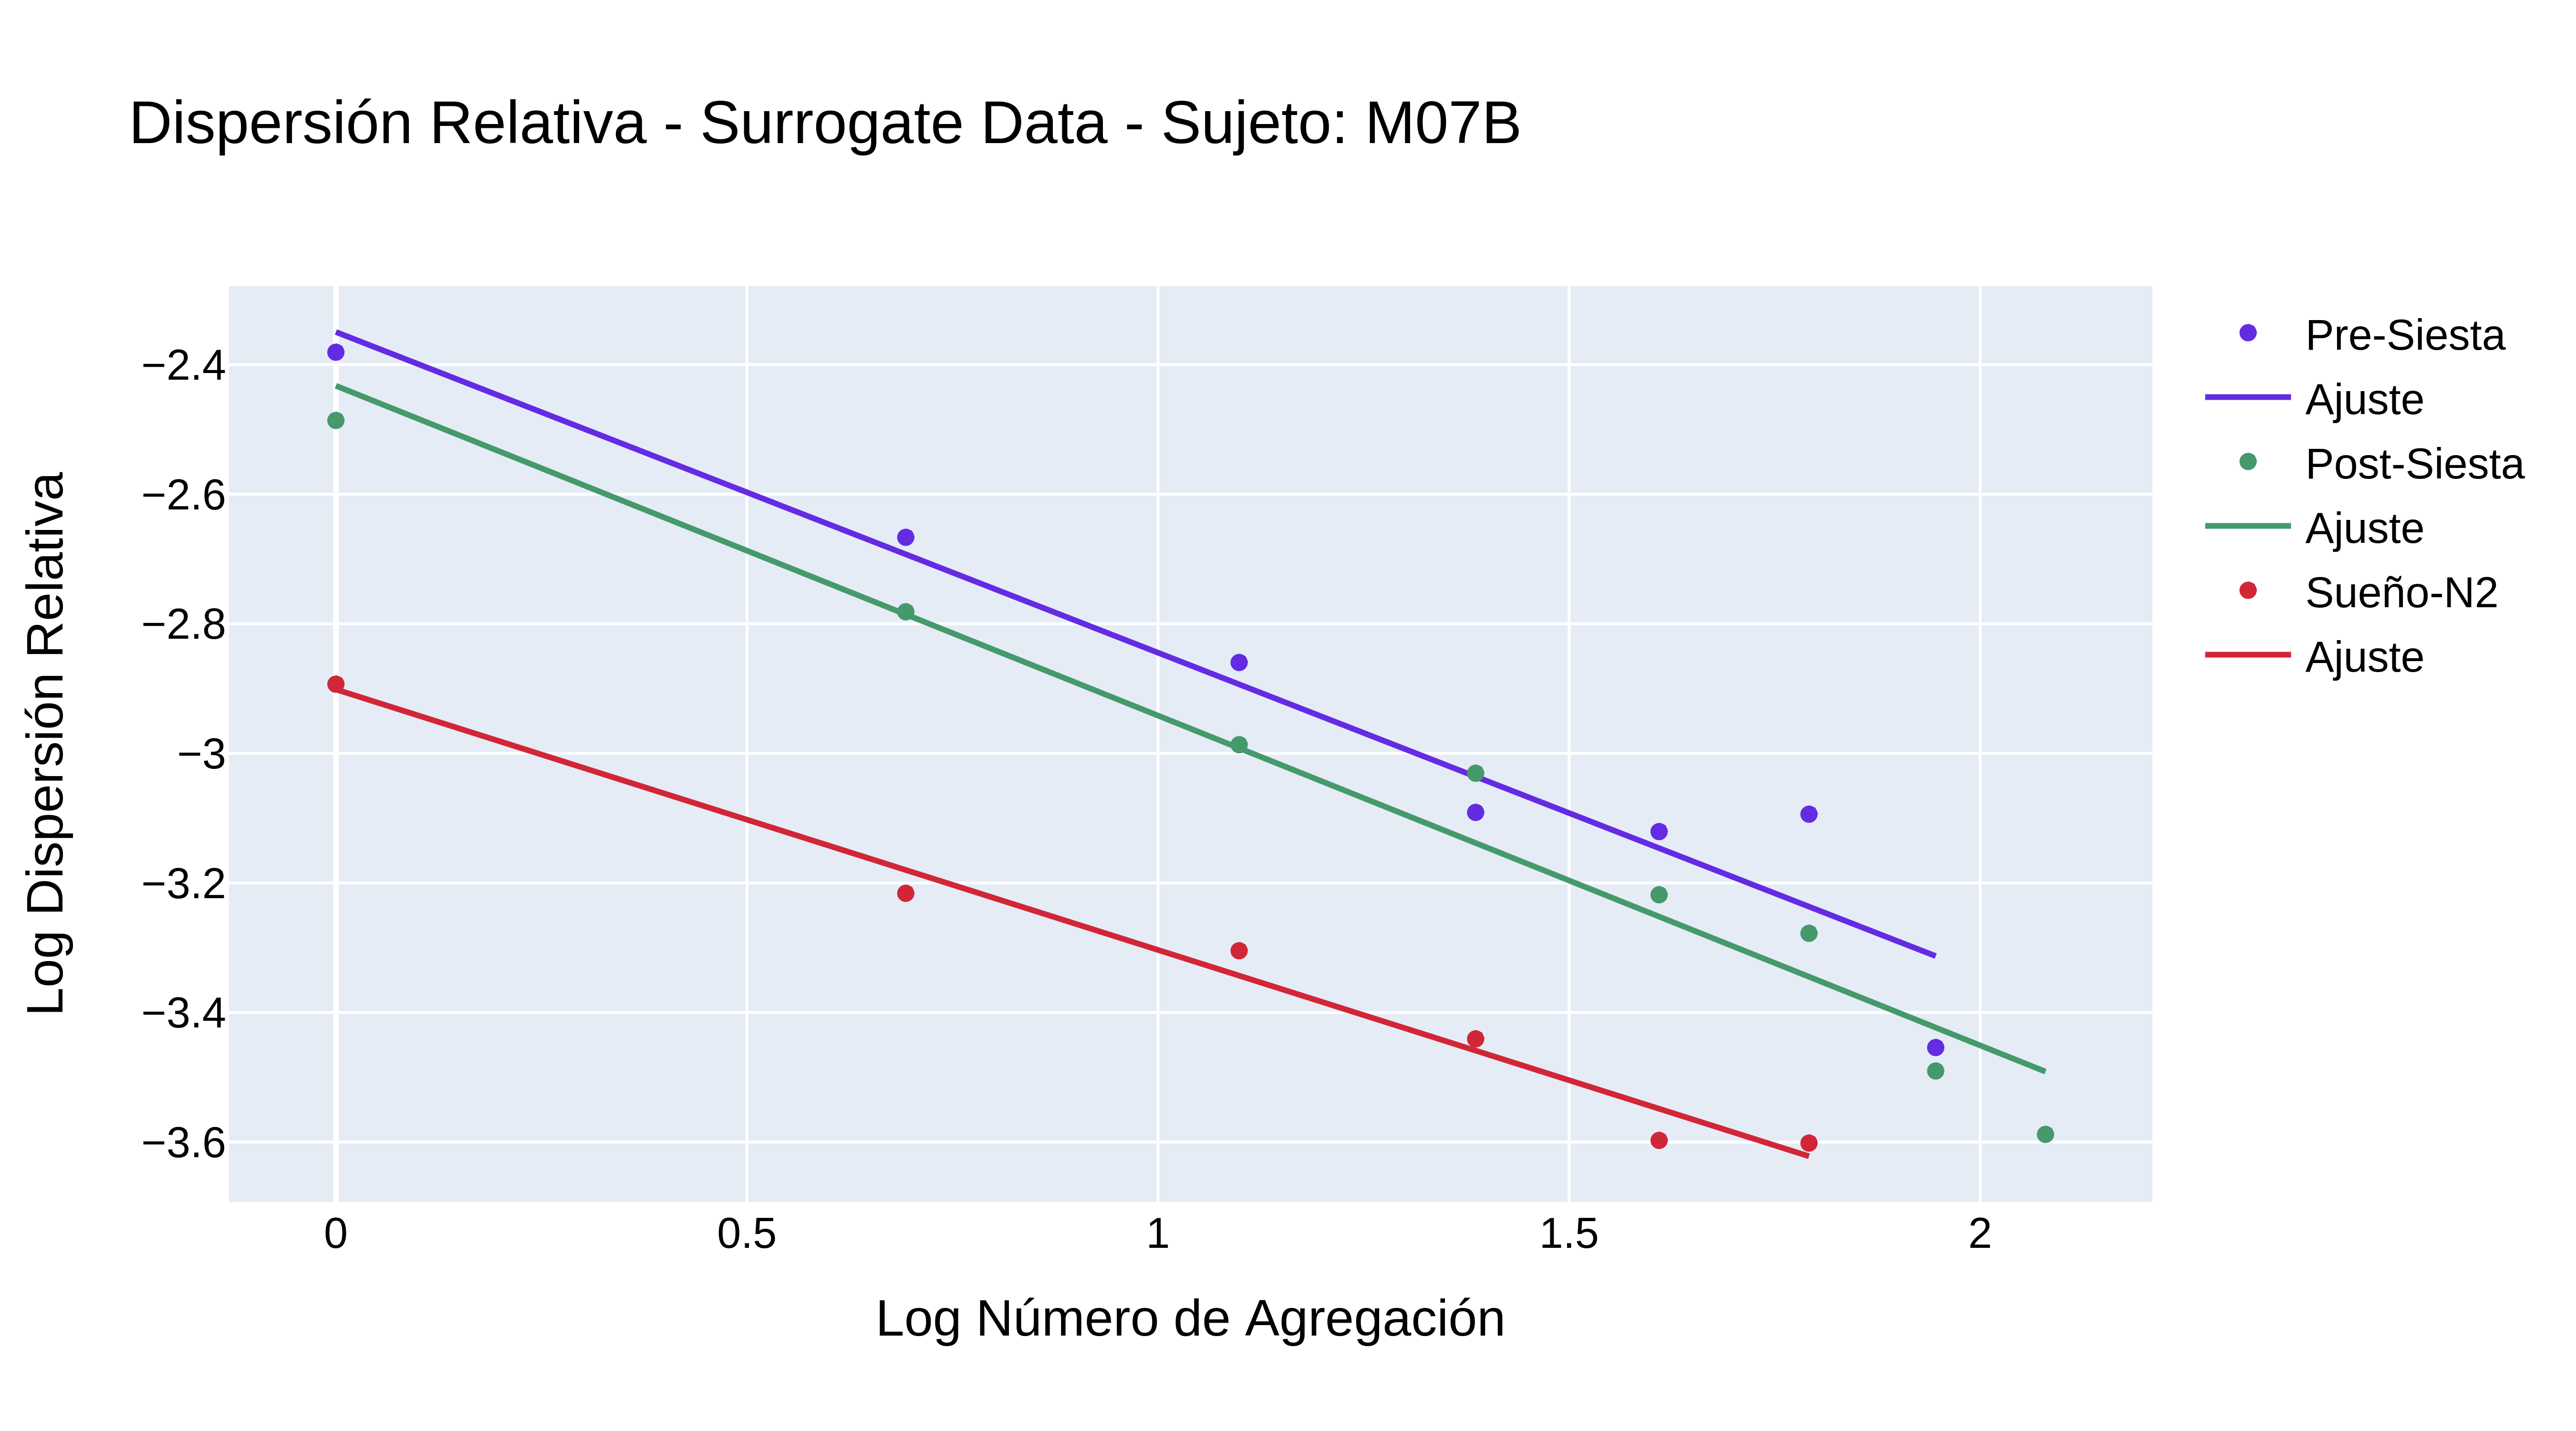 Dispersión Relativa - Surrogate Data - Sujeto: M07B
Pre-Siesta
Ajuste
Post-Siesta
Ajuste
Sueño-N2
Ajuste
Log Dispersión Relativa
−2.4
−2.6
−2.8
−3
−3.2
−3.4
−3.6
0 0.5 1 1.5 2
Log Número de Agregación